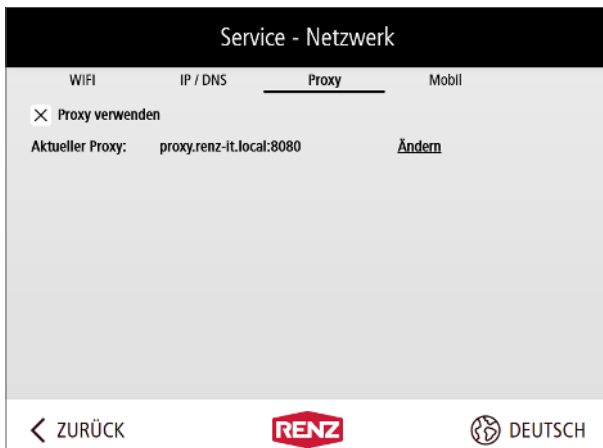 Service - Netzwerk
WIFI IP / DNS Proxy Mobil
Proxy verwenden
Aktueller Proxy: proxy.renz-it.local:8080 Ändern
ZURÜCK RENZ DEUTSCH